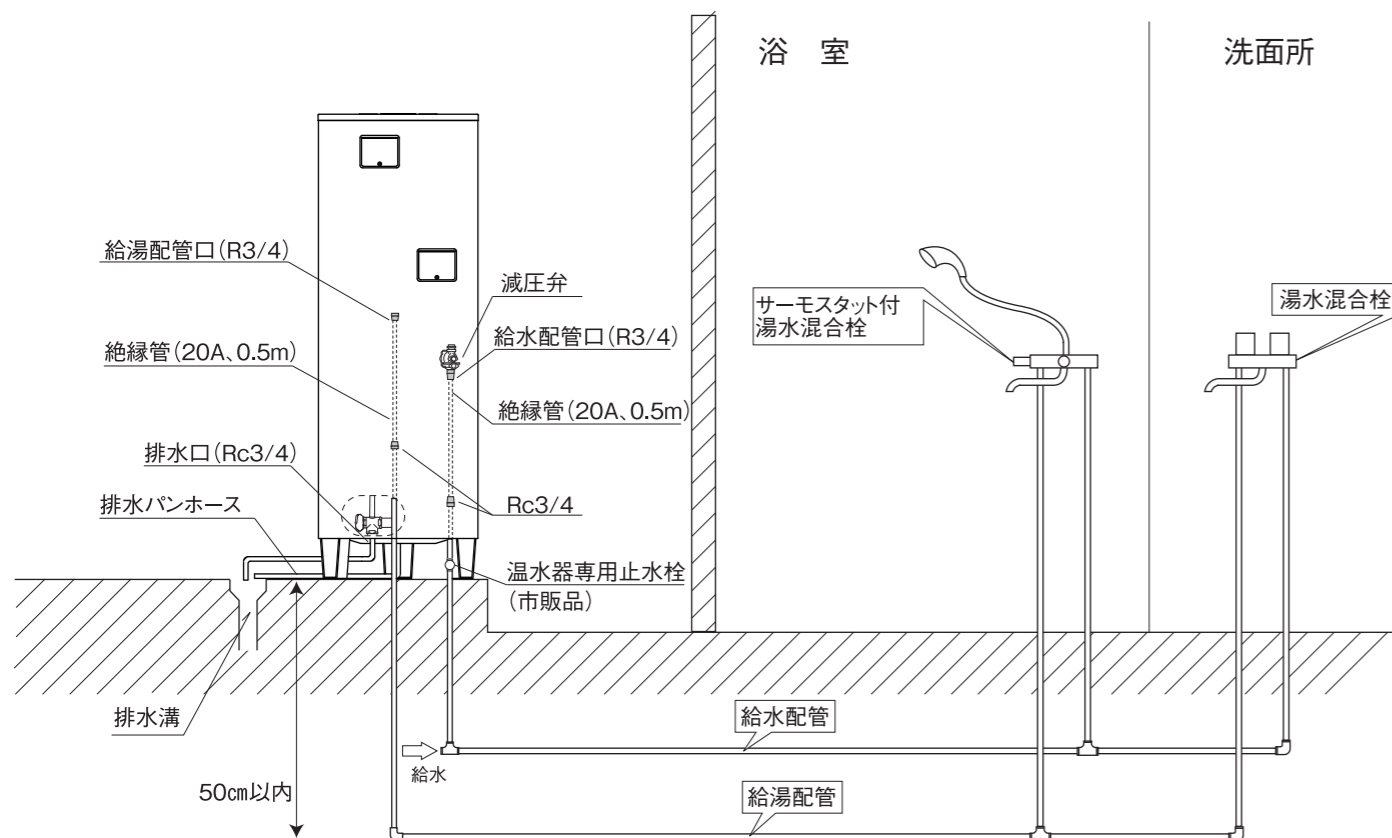 浴 室
洗面所
給湯配管口(R3/4)
減圧弁
給水配管口(R3/4)
絶縁管(20A、0.5m)
絶縁管(20A、0.5m)
排水口(Rc3/4)
排水パンホース
Rc3/4
温水器専用止水栓
(市販品)
サーモスタット付
湯水混合栓
湯水混合栓
排水溝
給水配管
給水
50㎝以内
給湯配管